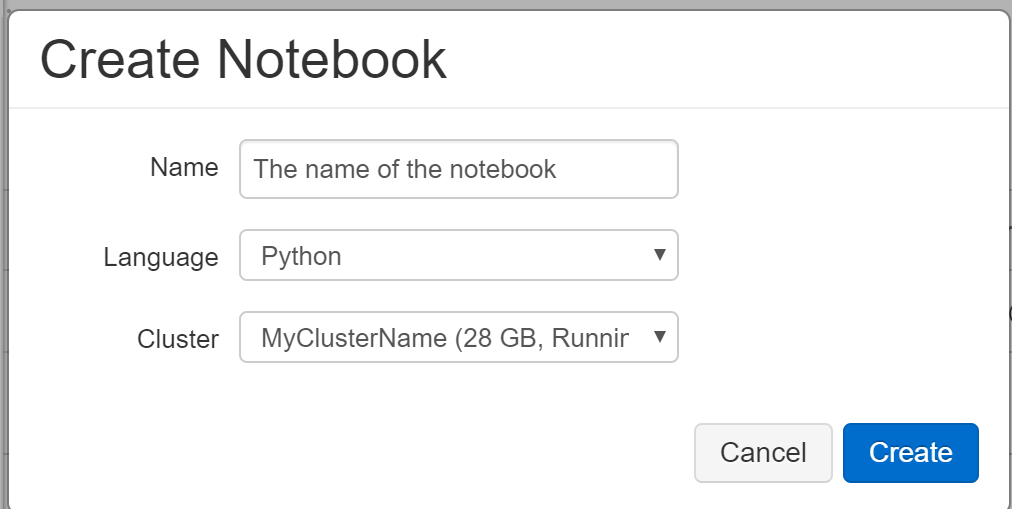 Create Notebook
Name The name of the notebook
Language Python
Cluster MyClusterName (28 GB, Runnir
Cancel Create